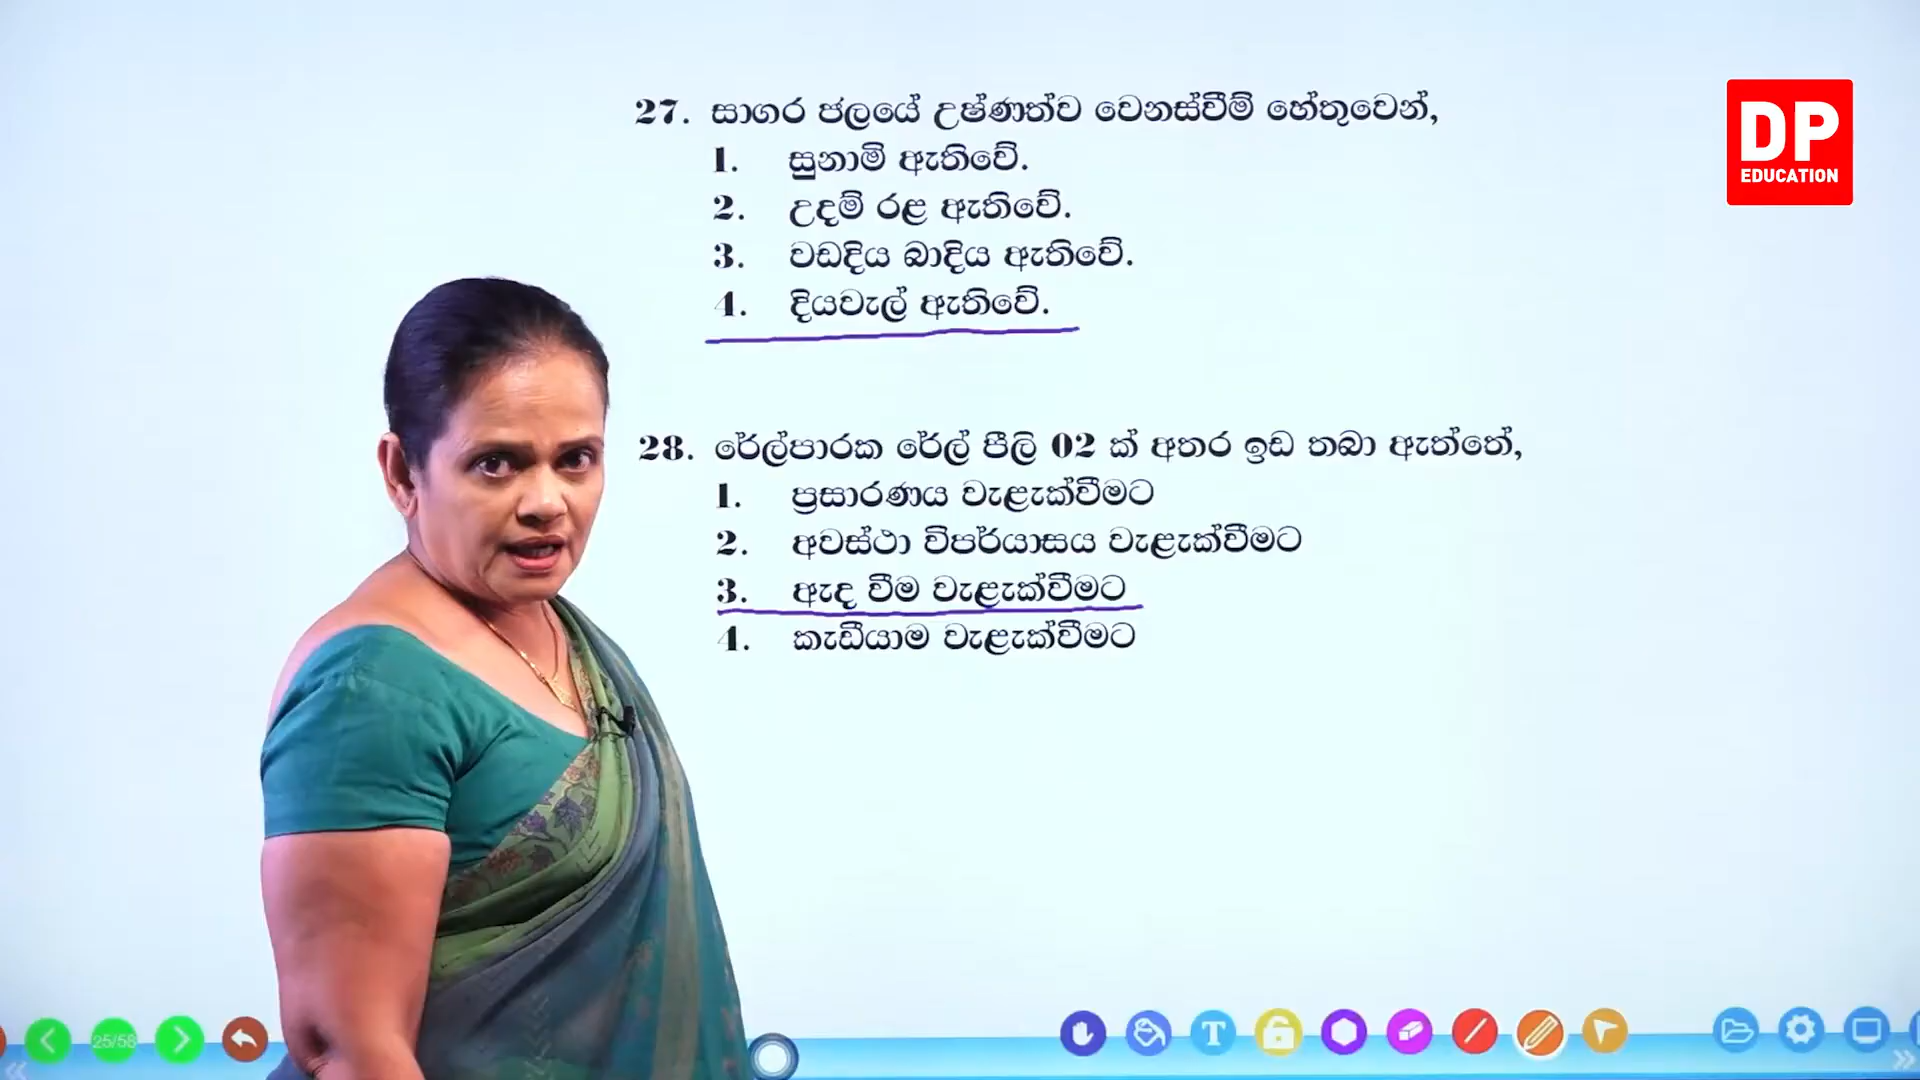 DP
EDUCATION
27. සාගර ජලයේ උෂ්ණත්ව වෙනස්වීම් හේතුවෙන්,
1. සුනාමි ඇතිවේ.
2. උදම් රළ ඇතිවේ.
3. වඩදිය බාදිය ඇතිවේ.
4. දියවැල් ඇතිවේ.
28. රේල්පාරක රේල් පීලි 02 ක් අතර ඉඩ තබා ඇත්තේ,
1. ප්‍රසාරණය වැළැක්වීමට
2. අවස්ථා විපර්යාසය වැළැක්වීමට
3. ඇද වීම වැළැක්වීමට
4. කැඩීයාම වැළැක්වීමට
25/58
T